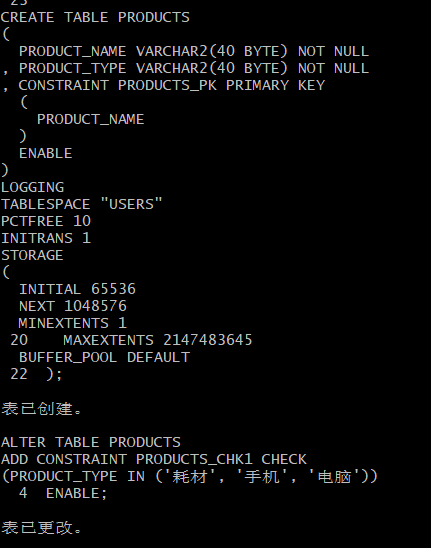 23
CREATE TABLE PRODUCTS
(
  PRODUCT_NAME VARCHAR2(40 BYTE) NOT NULL
, PRODUCT_TYPE VARCHAR2(40 BYTE) NOT NULL
, CONSTRAINT PRODUCTS_PK PRIMARY KEY
  (
    PRODUCT_NAME
  )
  ENABLE
)
LOGGING
TABLESPACE "USERS"
PCTFREE 10
INITRANS 1
STORAGE
(
  INITIAL 65536
  NEXT 1048576
  MINEXTENTS 1
 20    MAXEXTENTS 2147483645
  BUFFER_POOL DEFAULT
 22  );
表已创建。
ALTER TABLE PRODUCTS
ADD CONSTRAINT PRODUCTS_CHK1 CHECK
(PRODUCT_TYPE IN ('耗材', '手机', '电脑'))
  4  ENABLE;
表已更改。